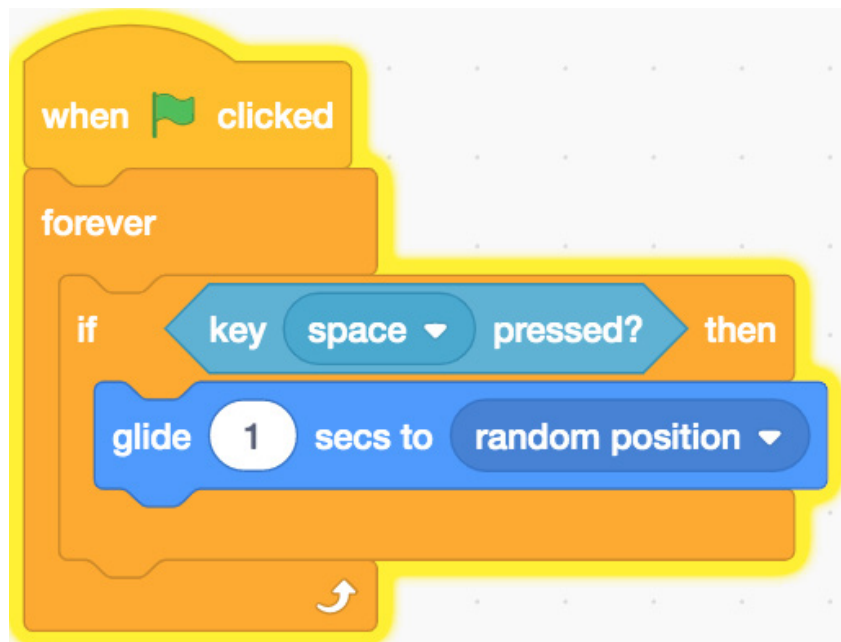 when clicked
forever
if key space pressed? then
glide 1 secs to random position